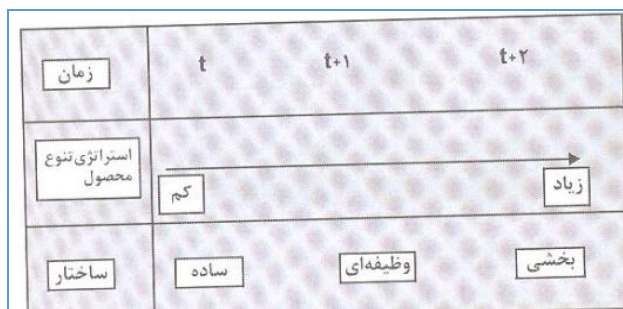 زمان
t
t+۱
t+۲
استراتژی تنوع
محصول
کم
زیاد
ساختار
ساده
وظیفه‌ای
بخشی